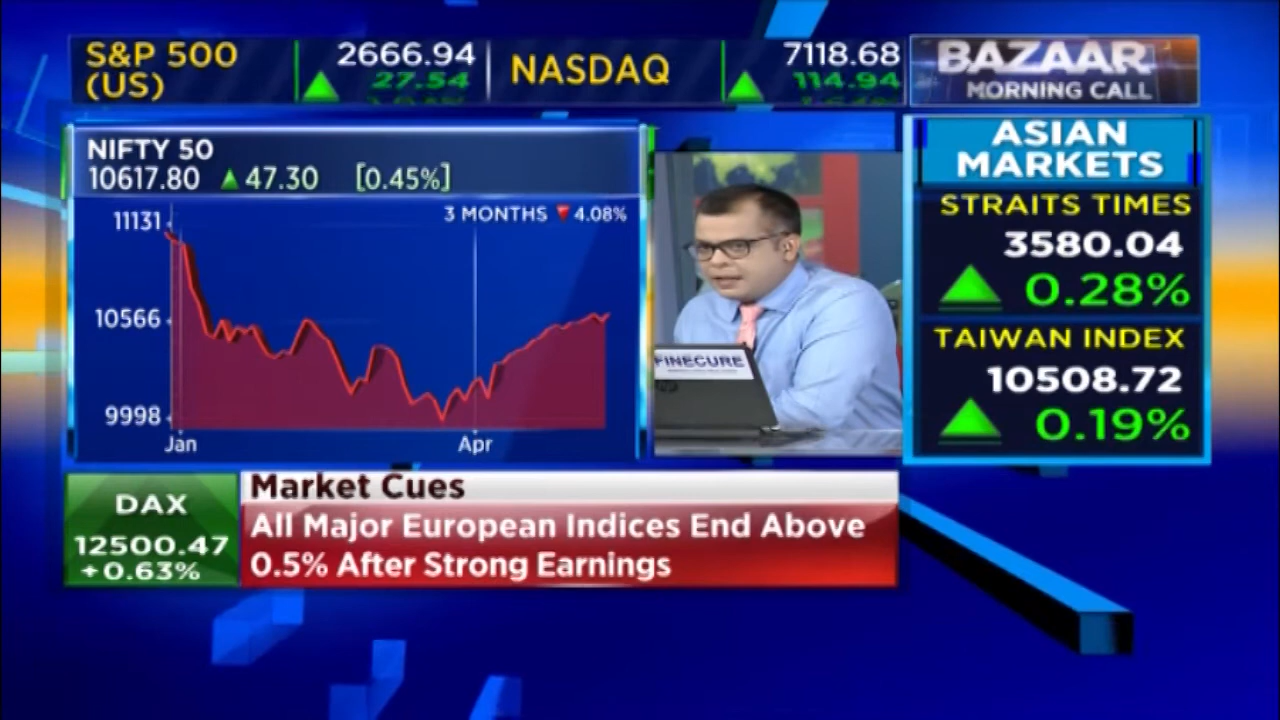 S&P 500
(US)
2666.94
27.54
NASDAQ
7118.68
114.94
BAZAAR
MORNING CALL
NIFTY 50
10617.80 ▲ 47.30 [0.45%]
3 MONTHS ▼ 4.08%
11131
10566
9998
Jan
Apr
FINECURE
ASIAN
MARKETS
STRAITS TIMES
3580.04
▲ 0.28%
TAIWAN INDEX
10508.72
▲ 0.19%
DAX
12500.47
+0.63%
Market Cues
All Major European Indices End Above
0.5% After Strong Earnings